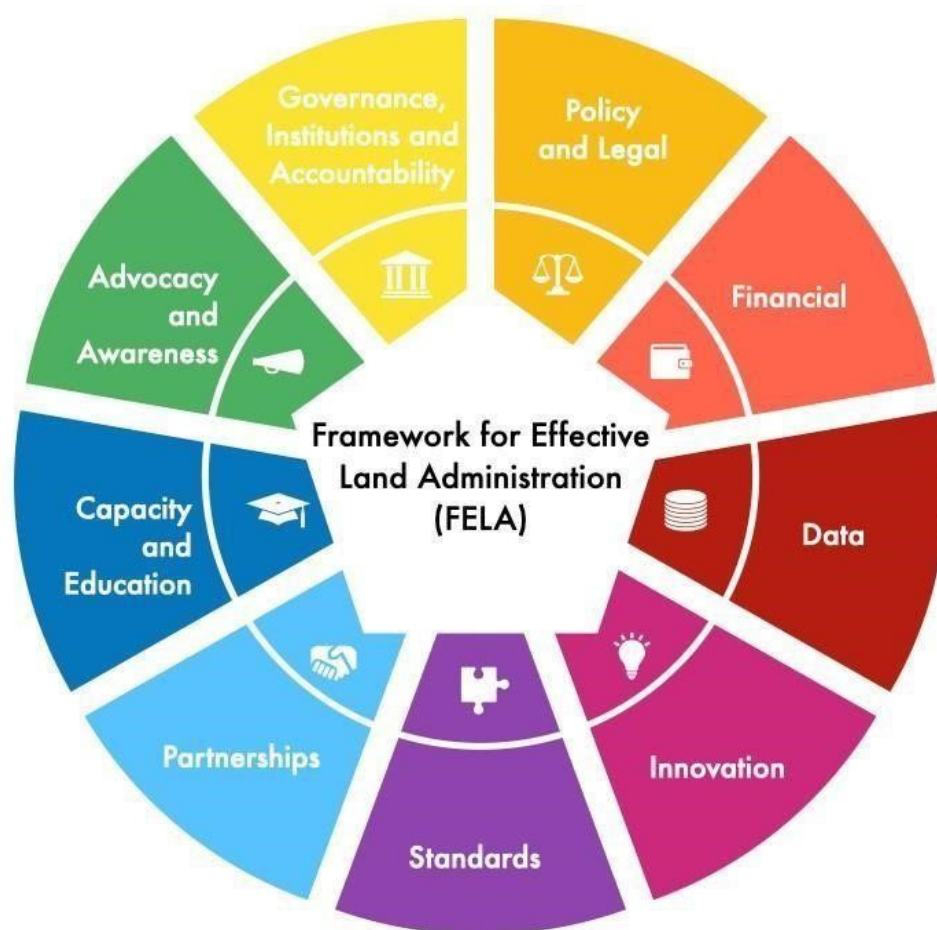 Governance,
Institutions and
Accountability
Policy
and Legal
Financial
Data
Innovation
Standards
Partnerships
Capacity
and
Education
Advocacy
and
Awareness
Framework for Effective
Land Administration
(FELA)